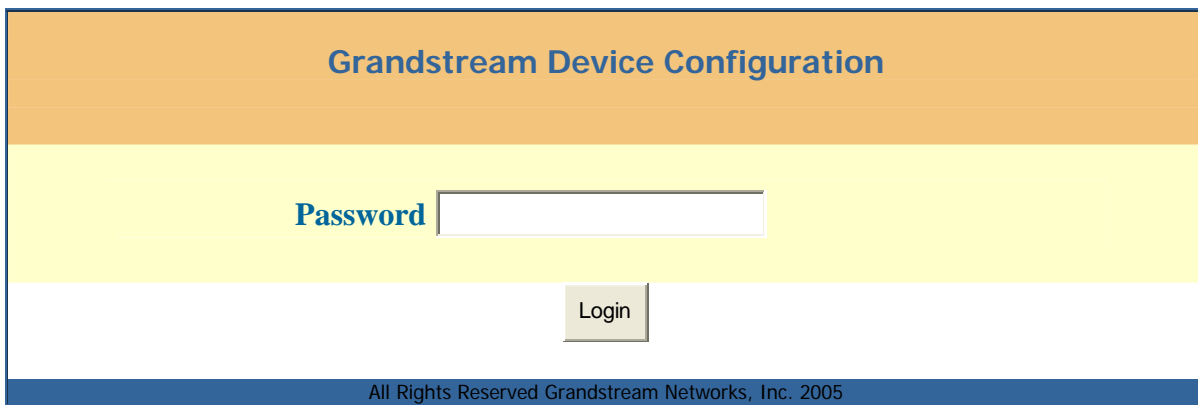 Grandstream Device Configuration
Password
Login
All Rights Reserved Grandstream Networks, Inc. 2005